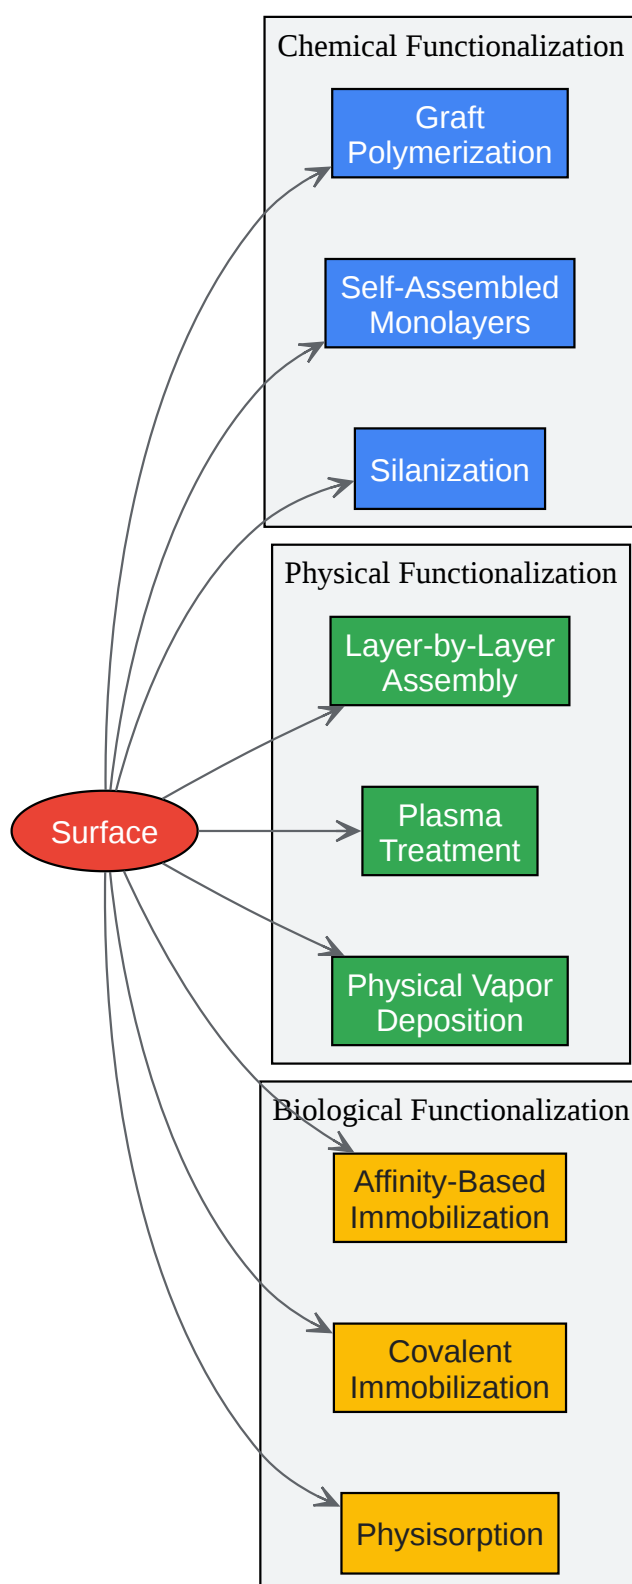 Chemical Functionalization
Graft
Polymerization
Self-Assembled
Monolayers
Silanization
Physical Functionalization
Layer-by-Layer
Assembly
Surface
Plasma
Treatment
Physical Vapor
Deposition
Biological Functionalization
Affinity-Based
Immobilization
Covalent
Immobilization
Physisorption